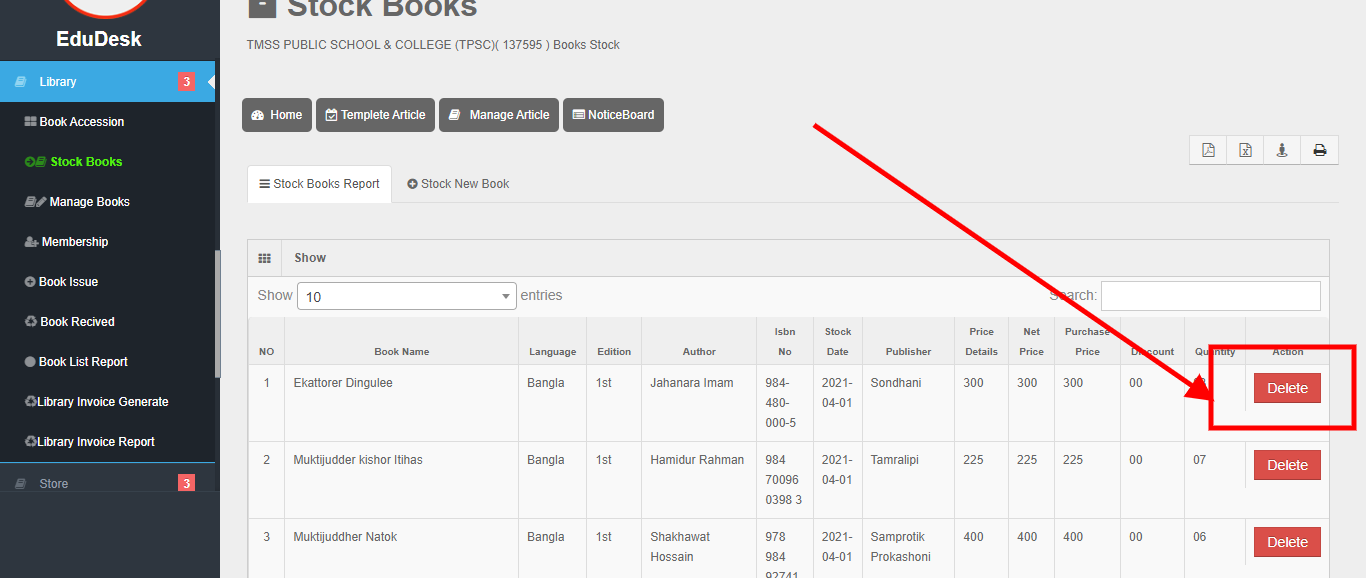 Stock Books
EduDesk
TMSS PUBLIC SCHOOL & COLLEGE (TPSC)( 137595 ) Books Stock
Library 3
Book Accession
Stock Books
Manage Books
Membership
Book Issue
Book Recived
Book List Report
Library Invoice Generate
Library Invoice Report
Store 3
Home Templete Article Manage Article NoticeBoard
Stock Books Report Stock New Book
Show
Show 10 entries Search:
NO Book Name Language Edition Author Isbn No Stock Date Publisher Price Details Net Price Purchase Price Discount Quantity Action
1 Ekattorer Dingulee Bangla 1st Jahanara Imam 984-480-000-5 2021-04-01 Sondhani 300 300 300 00 Delete
2 Muktijudder kishor Itihas Bangla 1st Hamidur Rahman 984 70096 0398 3 2021-04-01 Tamralipi 225 225 225 00 07 Delete
3 Muktijuddher Natok Bangla 1st Shakhawat Hossain 978 984 92741 2021-04-01 Samprotik Prokashoni 400 400 400 00 06 Delete